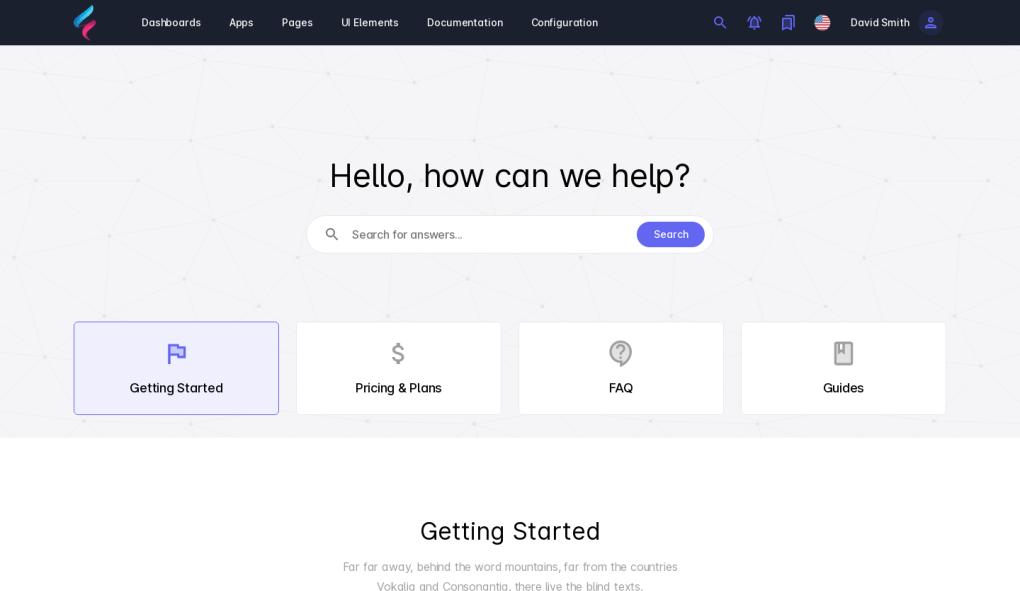 Dashboards Apps Pages UI Elements Documentation Configuration David Smith
Hello, how can we help?
Search for answers... Search
Getting Started Pricing & Plans FAQ Guides
Getting Started
Far far away, behind the word mountains, far from the countries
Vokalia and Consonantia, there live the blind texts.